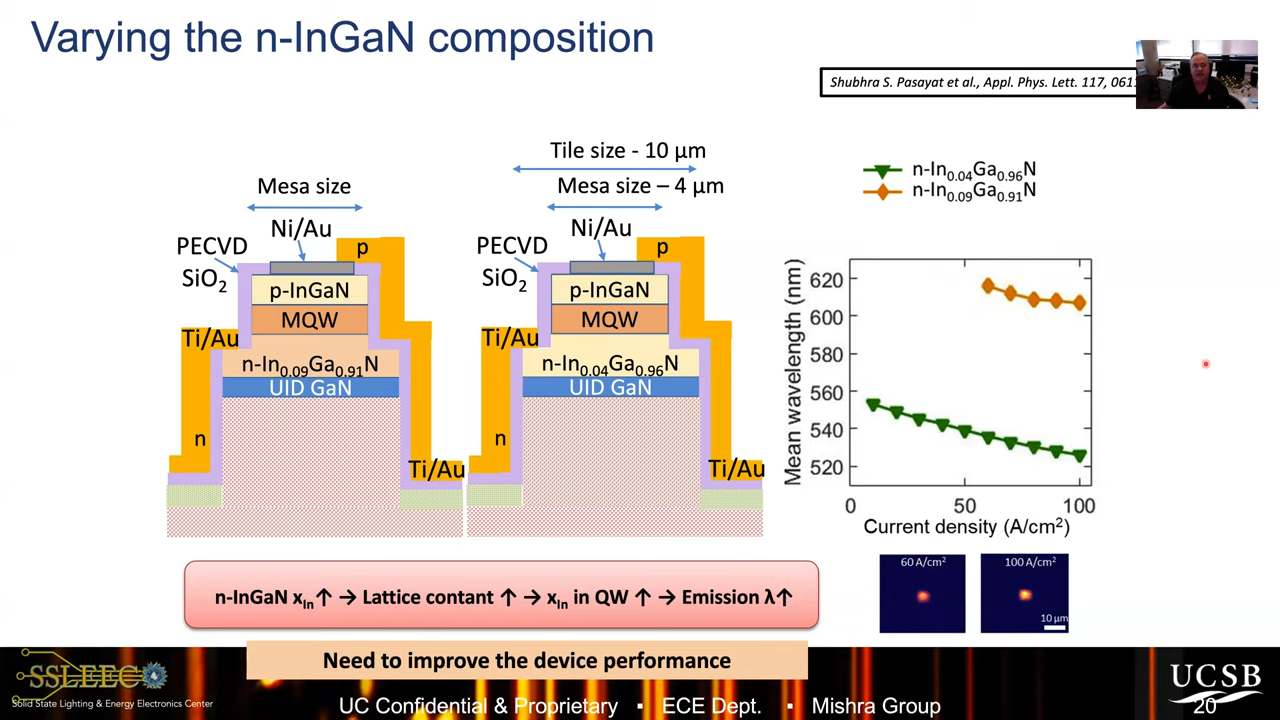 Varying the n-InGaN composition
Shubhra S. Pasayat et al., Appl. Phys. Lett. 117, 061
Mesa size
Ni/Au
PECVD
SiO₂
p
p-InGaN
MQW
Ti/Au
n-In₀.₀₉Ga₀.₉₁N
UID GaN
n
Ti/Au
Tile size - 10 μm
Mesa size – 4 μm
Ni/Au
PECVD
SiO₂
p
p-InGaN
MQW
Ti/Au
n-In₀.₀₄Ga₀.₉₆N
UID GaN
n
Ti/Au
n-In₀.₀₄Ga₀.₉₆N
n-In₀.₀₉Ga₀.₉₁N
Mean wavelength (nm)
620
600
580
560
540
520
0 50 100
Current density (A/cm²)
60 A/cm²
100 A/cm²
10 μm
n-InGaN xIn↑ → Lattice contant ↑ → xIn in QW ↑ → Emission λ↑
Need to improve the device performance
SSLEEC
Solid State Lighting & Energy Electronics Center
UC Confidential & Proprietary ▪ ECE Dept. ▪ Mishra Group
UCSB
20